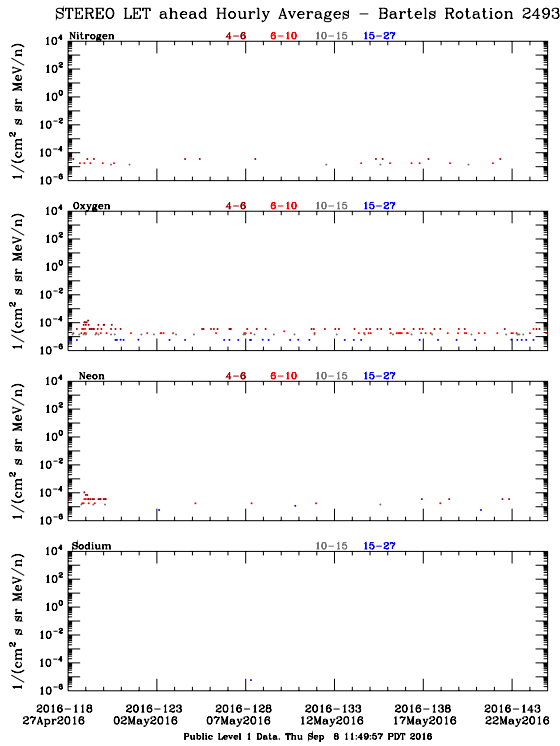 STEREO LET ahead Hourly Averages - Bartels Rotation 2493
Nitrogen 4-6 6-10 10-15 15-27
10^4
10^2
10^0
10^-2
10^-4
10^-6
1/(cm^2 s sr MeV/n)
Oxygen 4-6 6-10 10-15 15-27
10^4
10^2
10^0
10^-2
10^-4
10^-6
1/(cm^2 s sr MeV/n)
Neon 4-6 6-10 10-15 15-27
10^4
10^2
10^0
10^-2
10^-4
10^-6
1/(cm^2 s sr MeV/n)
Sodium 10-15 15-27
10^4
10^2
10^0
10^-2
10^-4
10^-6
1/(cm^2 s sr MeV/n)
2016-118 2016-123 2016-128 2016-133 2016-138 2016-143
27Apr2016 02May2016 07May2016 12May2016 17May2016 22May2016
Public Level 1 Data. Thu Sep 8 11:49:57 PDT 2016